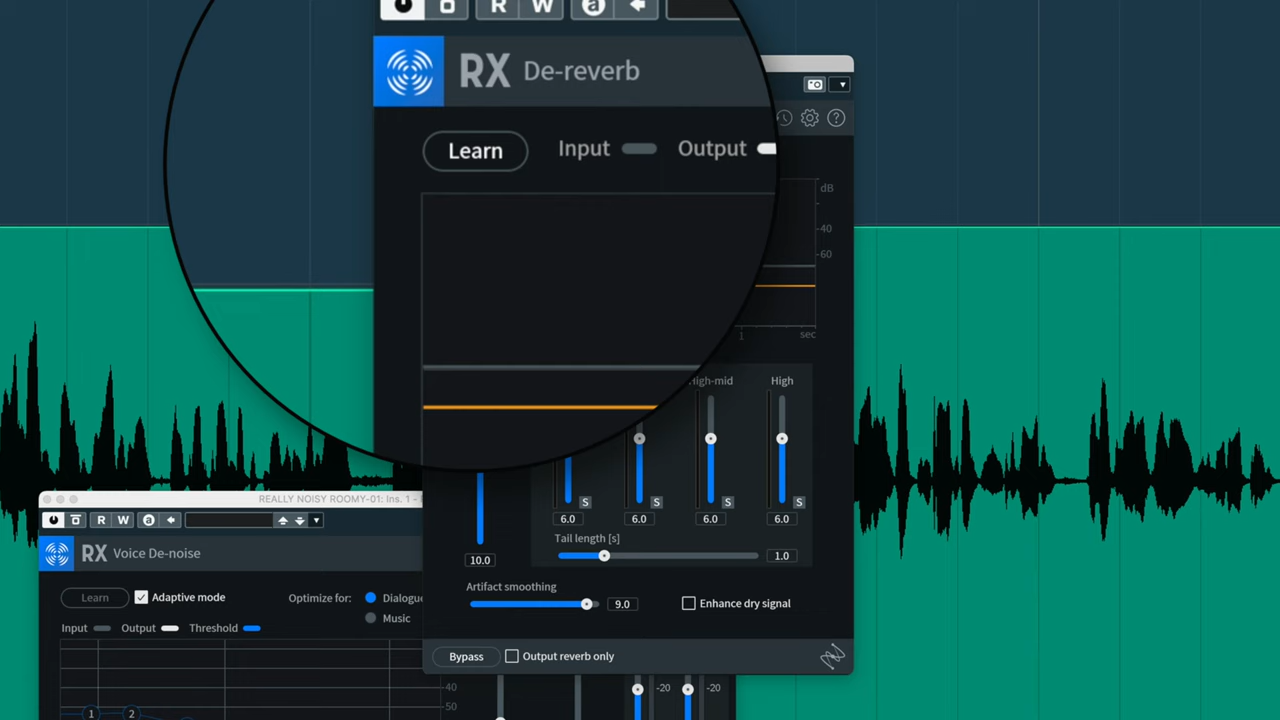 R W a
RX De-reverb
Learn Input Output
dB
-40
-60
1 sec
High-mid High
S S S S
6.0 6.0 6.0 6.0
Tail length [s]
1.0
10.0
Artifact smoothing
9.0 Enhance dry signal
Bypass Output reverb only
REALLY NOISY ROOMY-01: Ins. 1 -
R W a
RX Voice De-noise
Learn Adaptive mode Optimize for: Dialogue
Music
Input Output Threshold
-40
-50
1 2
-20 -20